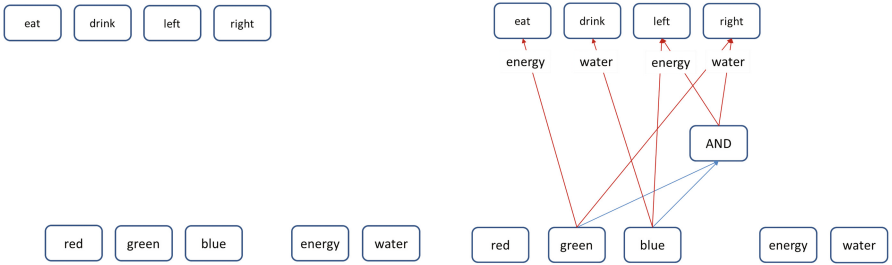 eat drink left right
red green blue energy water
eat drink left right
energy water energy water
AND
red green blue energy water